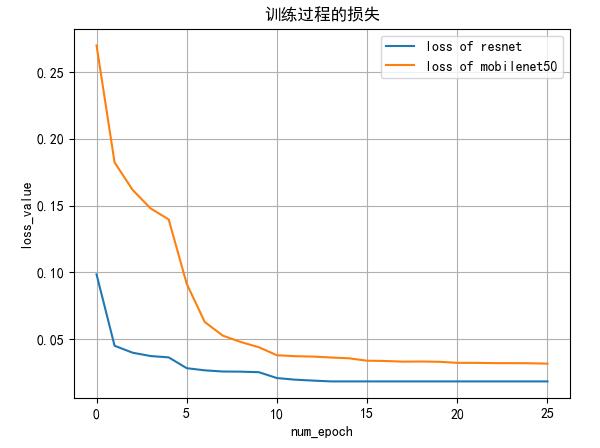 训练过程的损失
loss of resnet
loss of mobilenet50
loss_value
0.25
0.20
0.15
0.10
0.05
0 5 10 15 20 25
num_epoch